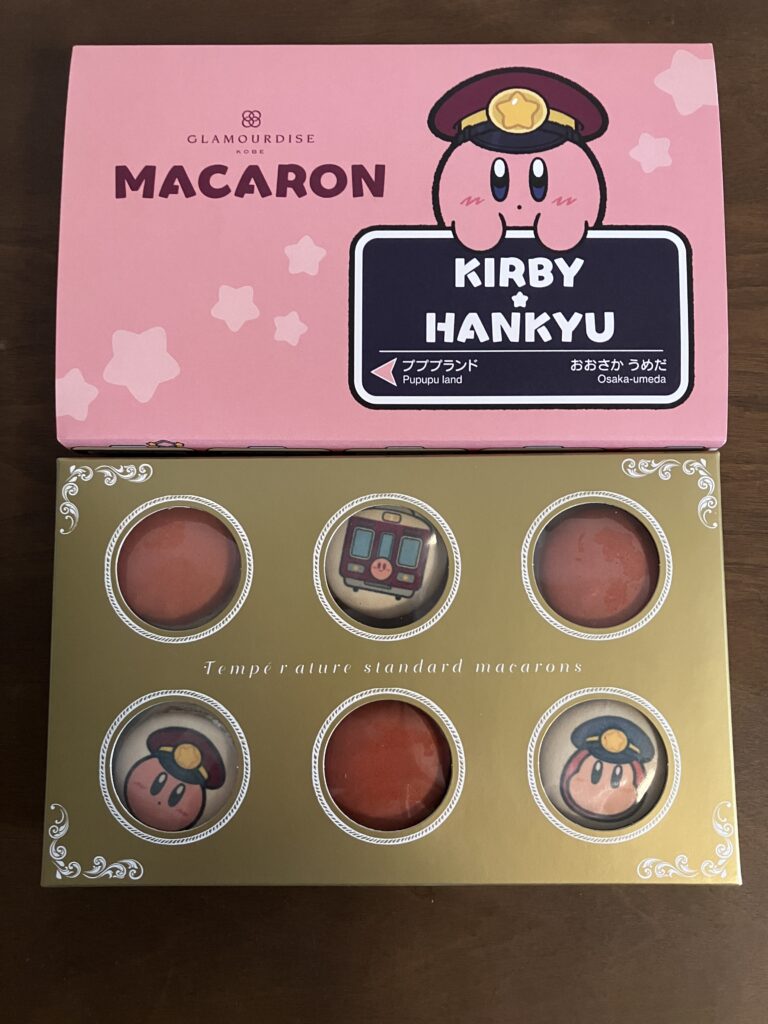 GLAMOURDISE
KOBE
MACARON
KIRBY
HANKYU
プププランド おおさか うめだ
Pupupu land Osaka-umeda
Température standard macarons